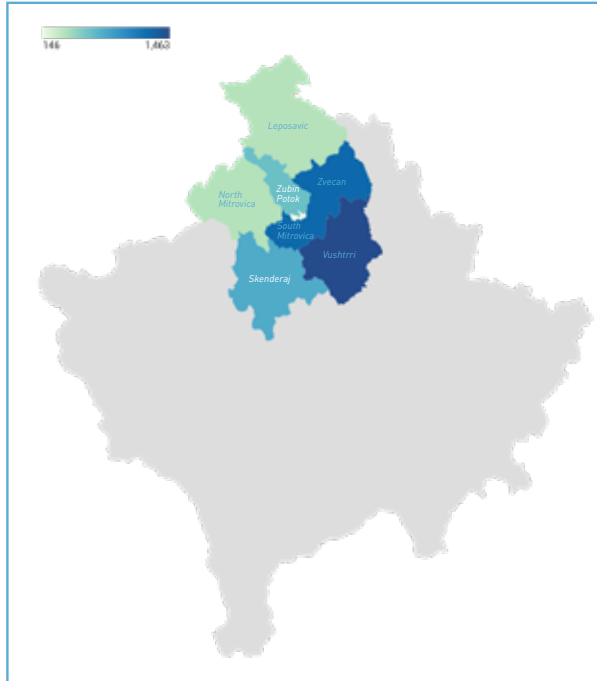 146 1,463
Leposavic
Zvecan
Zubin
Potok
North
Mitrovica
South
Mitrovica
Vushtrri
Skenderaj